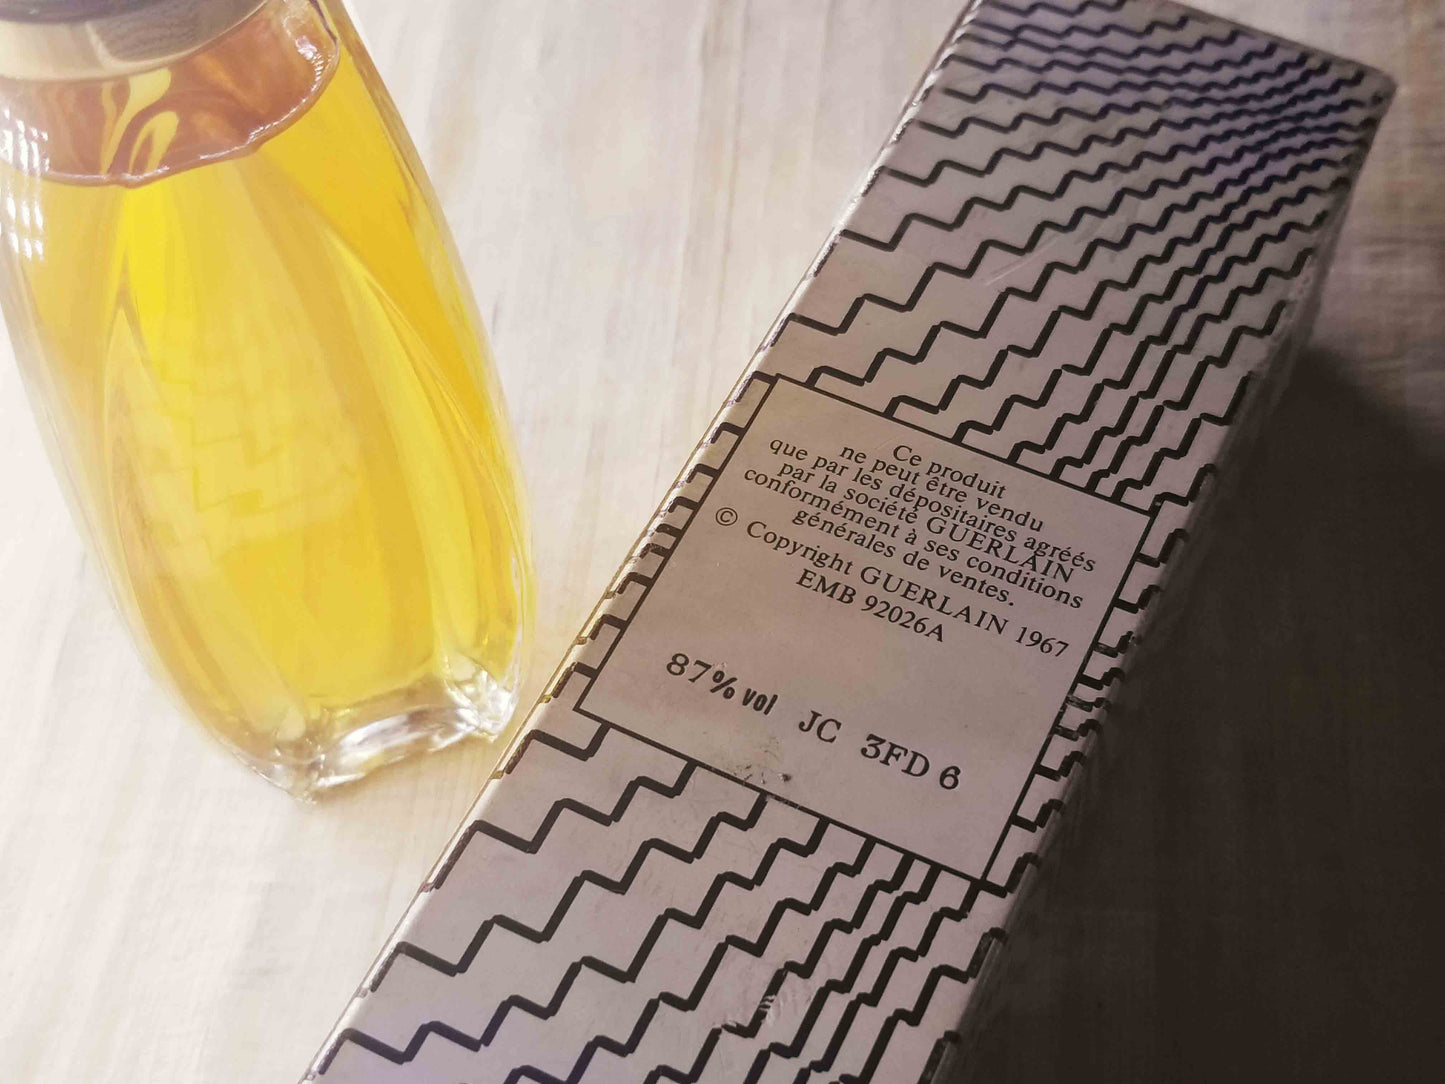 Ce produit
ne peut être vendu
que par les dépositaires agréés
par la société GUERLAIN
conformément à ses conditions
générales de ventes.
© Copyright GUERLAIN 1967
EMB 92026A
87% vol JC 3FD 6